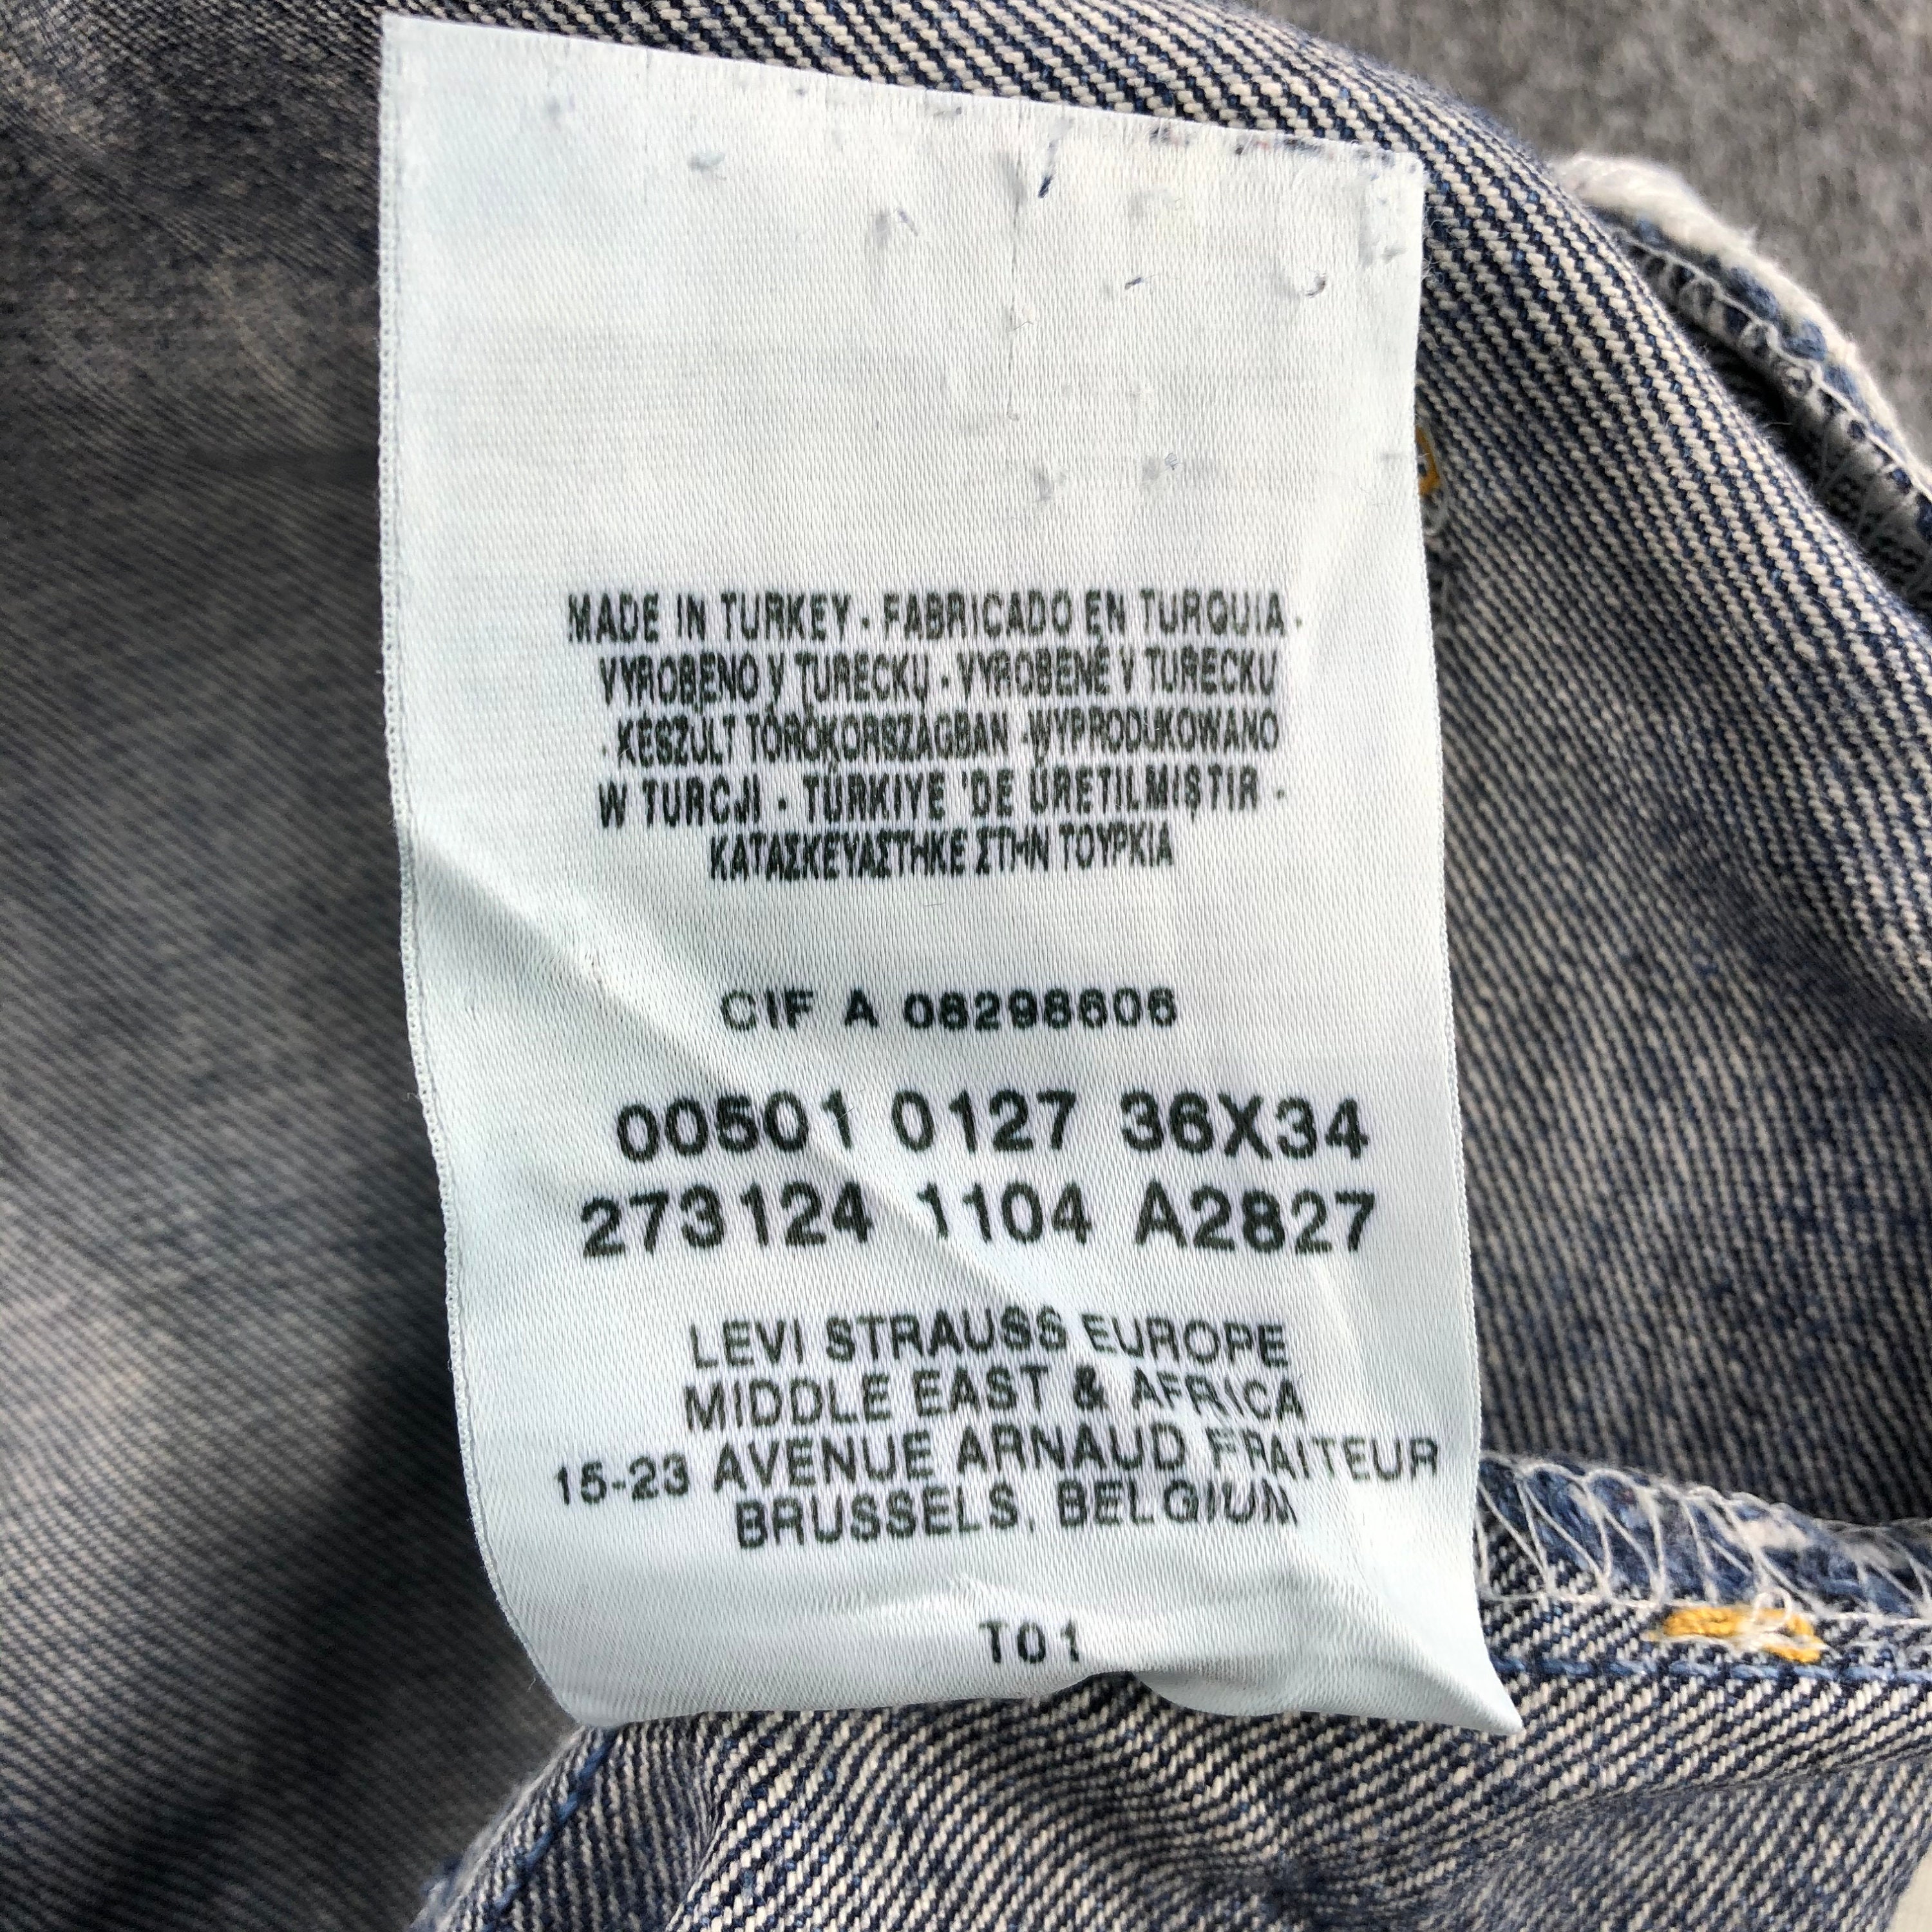 MADE IN TURKEY · FABRICADO EN TURQUIA ·
VYROBENO V TURECKU · VYROBENÉ V TURECKU
· KÉSZÜLT TÖRÖKORSZÁGBAN · WYPRODUKOWANO
W TURCJI · TÜRKIYE 'DE ÜRETILMIŞTIR ·
ΚΑΤΑΣΚΕΥΑΣΤΗΚΕ ΣΤΗΝ ΤΟΥΡΚΙΑ
CIF A 08298606
00501 0127 36X34
273124 1104 A2827
LEVI STRAUSS EUROPE
MIDDLE EAST & AFRICA
15-23 AVENUE ARNAUD FRAITEUR
BRUSSELS, BELGIUM
T01